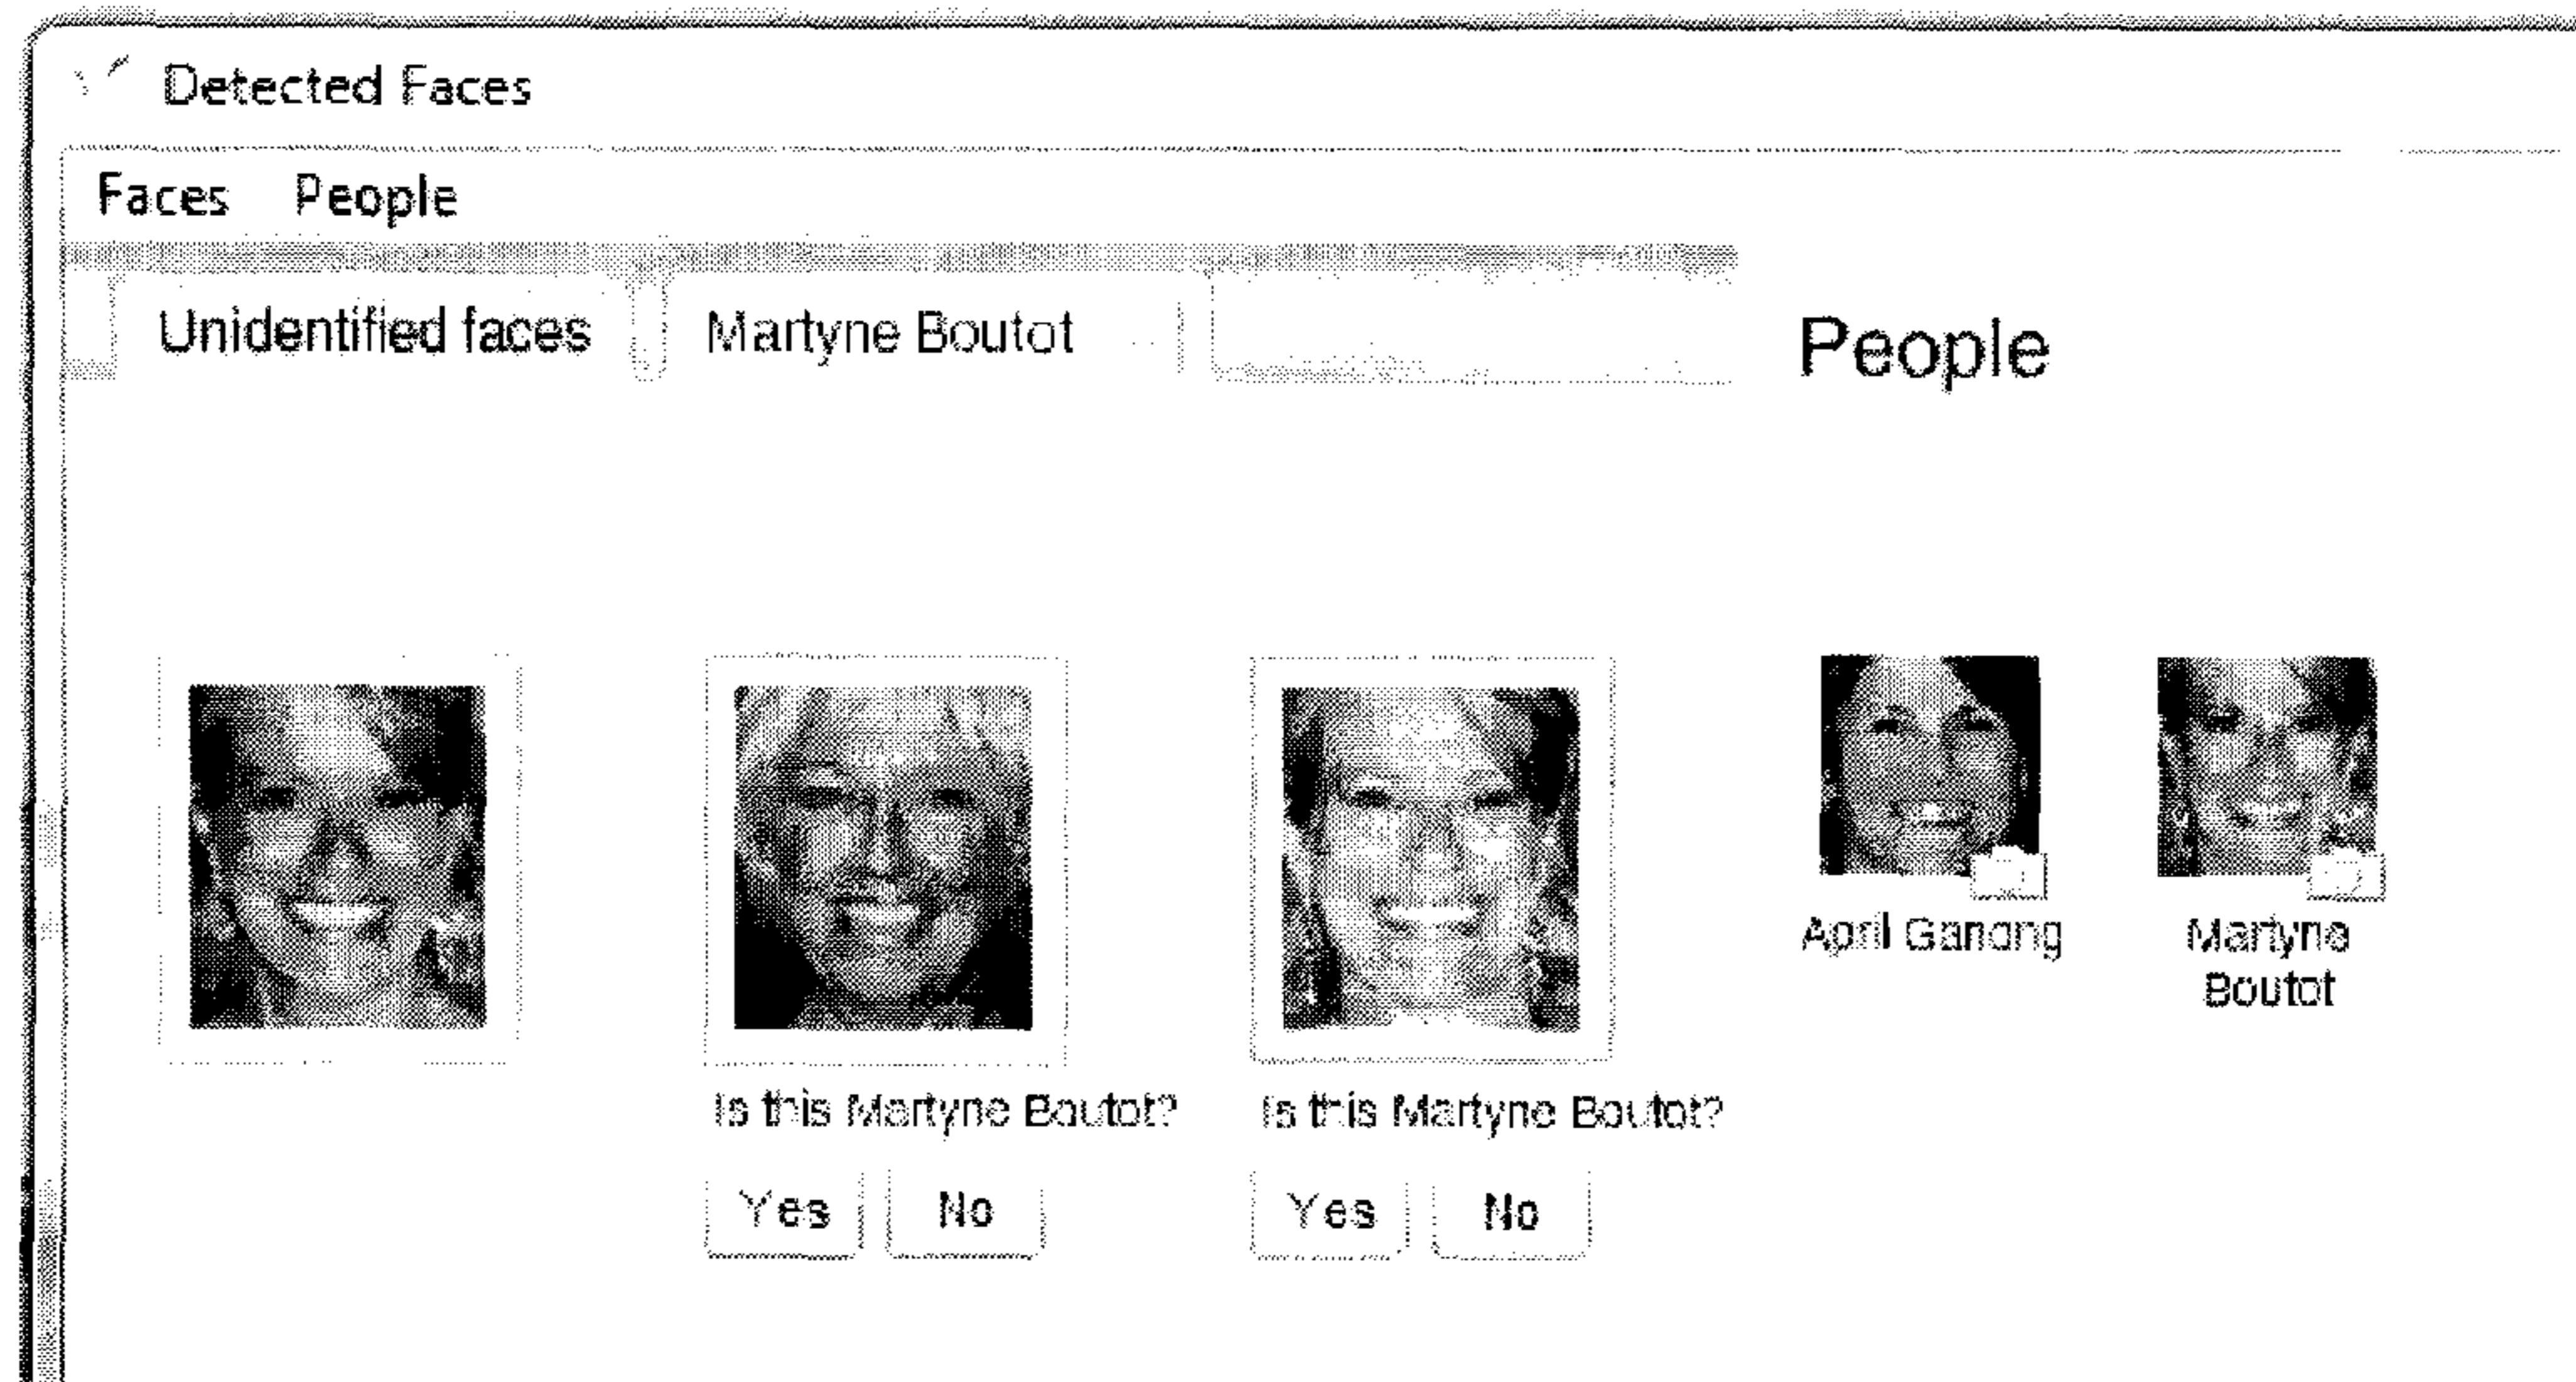 Detected Faces
Faces People
Unidentified faces Martyne Boutot
People
April Ganong
Martyne
Boutot
Is this Martyne Boutot?
Yes No
Is this Martyne Boutot?
Yes No